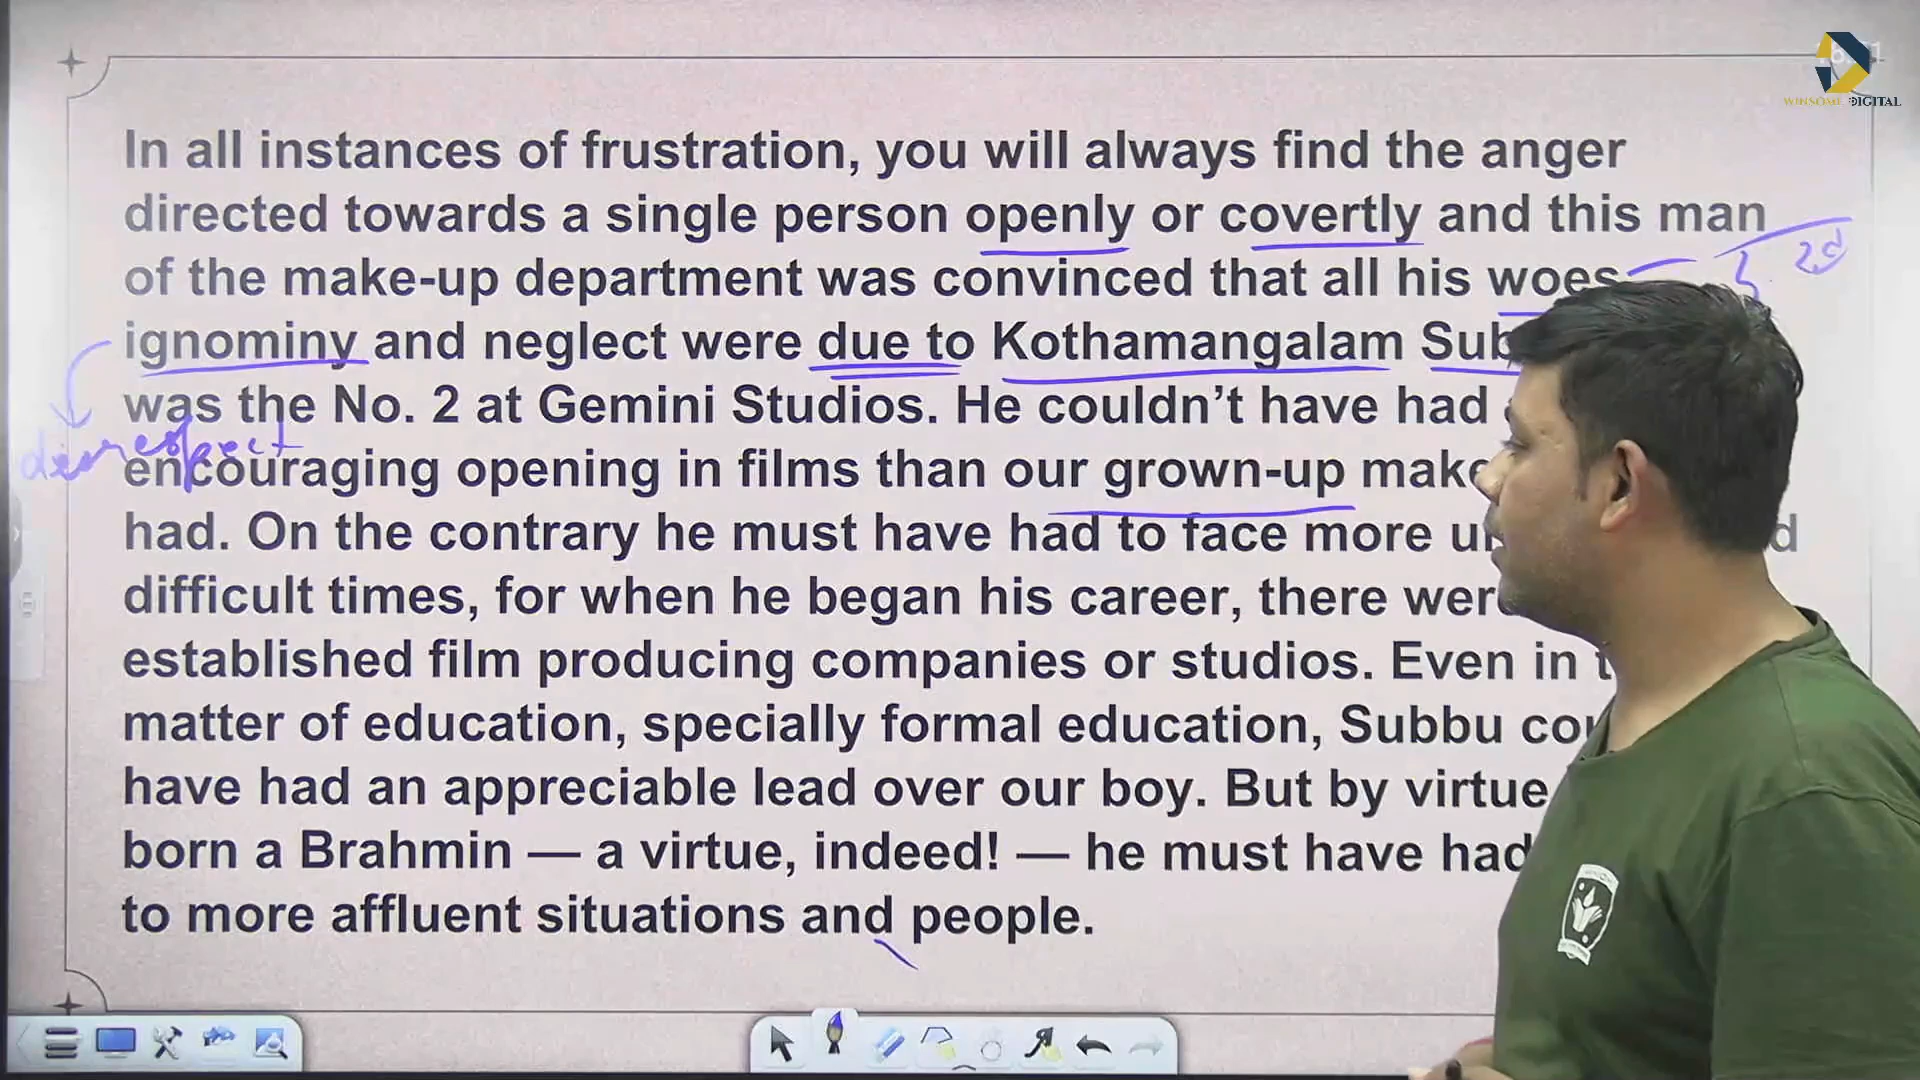 WINSOME DIGITAL
In all instances of frustration, you will always find the anger
directed towards a single person openly or covertly and this man
of the make-up department was convinced that all his woes
ignominy and neglect were due to Kothamangalam
was the No. 2 at Gemini Studios. He couldn't have had
disrespect
encouraging opening in films than our grown-up
had. On the contrary he must have had to face more
difficult times, for when he began his career, there
established film producing companies or studios. Even in
matter of education, specially formal education, Subbu
have had an appreciable lead over our boy. But by virtue
born a Brahmin — a virtue, indeed! — he must have had
to more affluent situations and people.